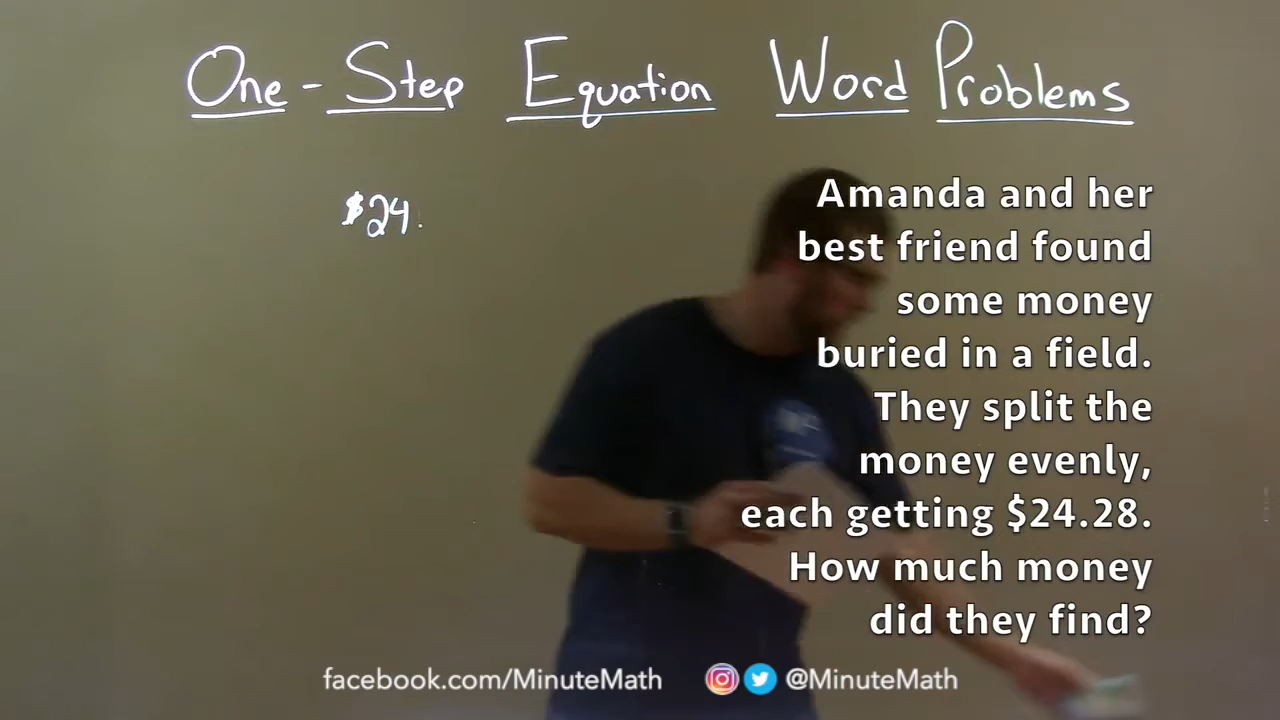 One-Step Equation Word Problems
$24.
Amanda and her
best friend found
some money
buried in a field.
They split the
money evenly,
each getting $24.28.
How much money
did they find?
facebook.com/MinuteMath @MinuteMath